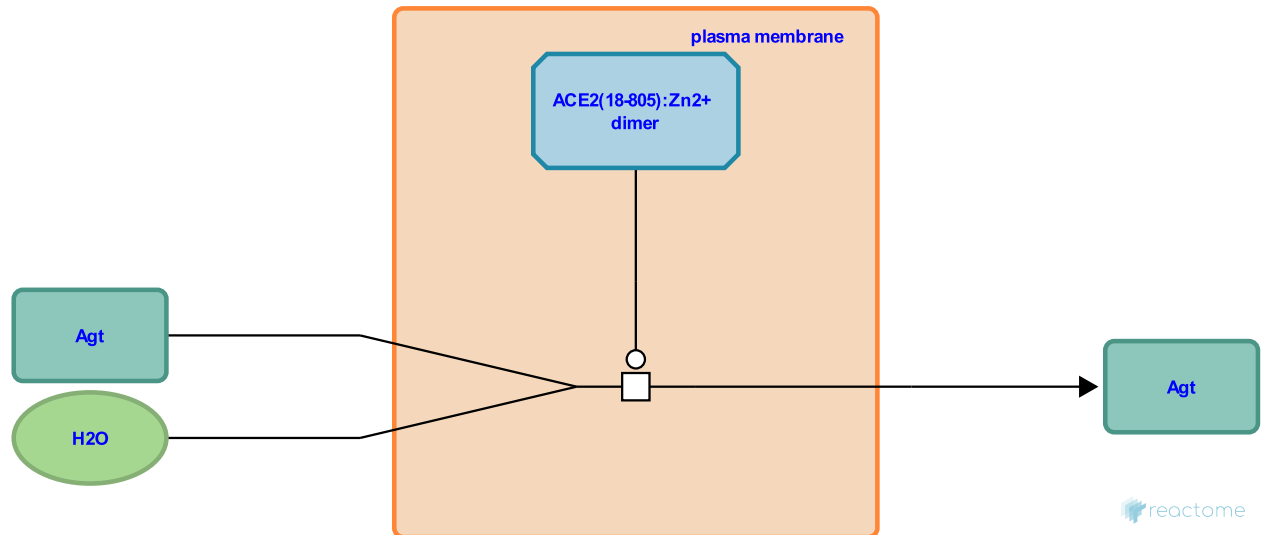 plasma membrane
ACE2(18-805):Zn2+
dimer
Agt
H2O
Agt
reactome